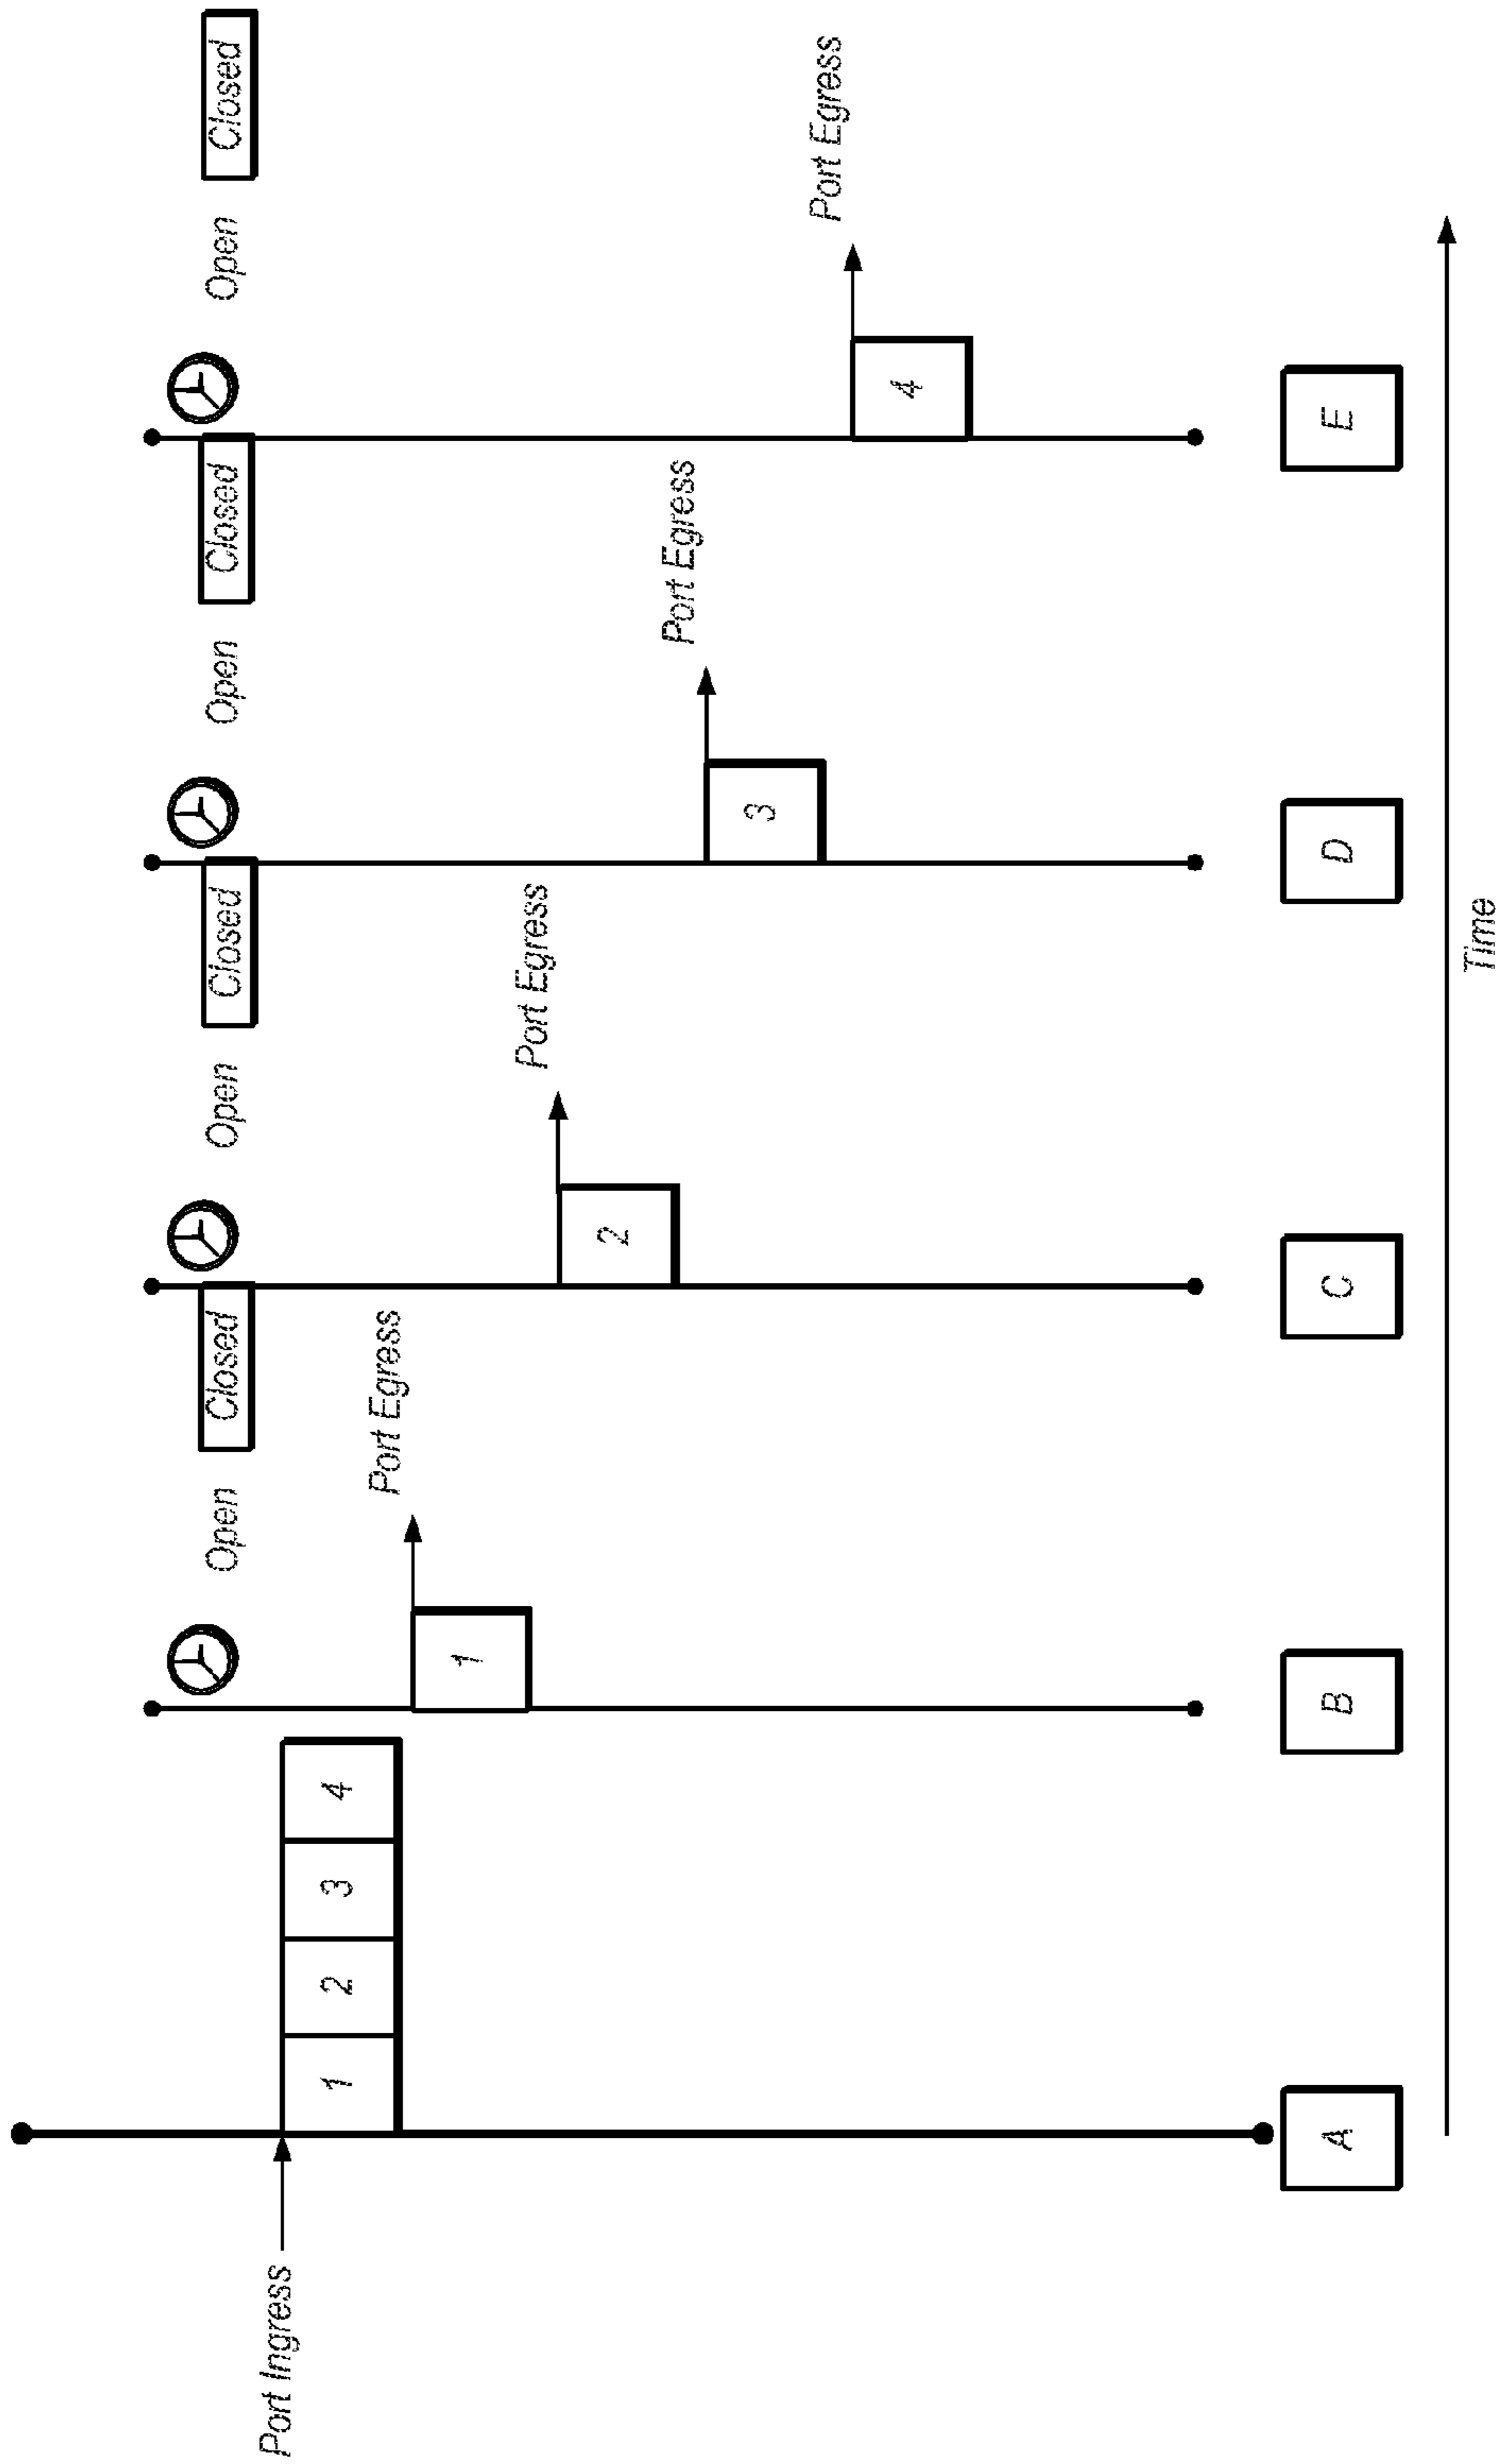 Open
Closed
Open
Closed
Open
Closed
Open
Closed
Port Ingress
1
2
3
4
Port Egress
1
Port Egress
2
Port Egress
3
Port Egress
4
A
B
C
D
E
Time